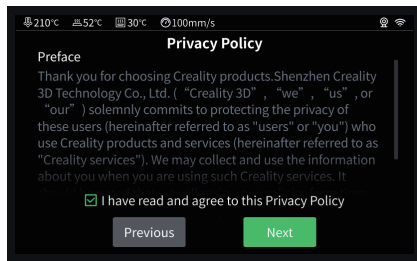 210°C 52°C 30°C 100mm/s
Privacy Policy
Preface
Thank you for choosing Creality products.Shenzhen Creality
3D Technology Co., Ltd. (“Creality 3D”, “we”, “us”, or
“our”) solemnly commits to protecting the privacy of
these users (hereinafter referred to as "users" or "you") who
use Creality products and services (hereinafter referred to as
"Creality services"). We may collect and use the information
about you when you are using such Creality services. It
I have read and agree to this Privacy Policy
Previous Next